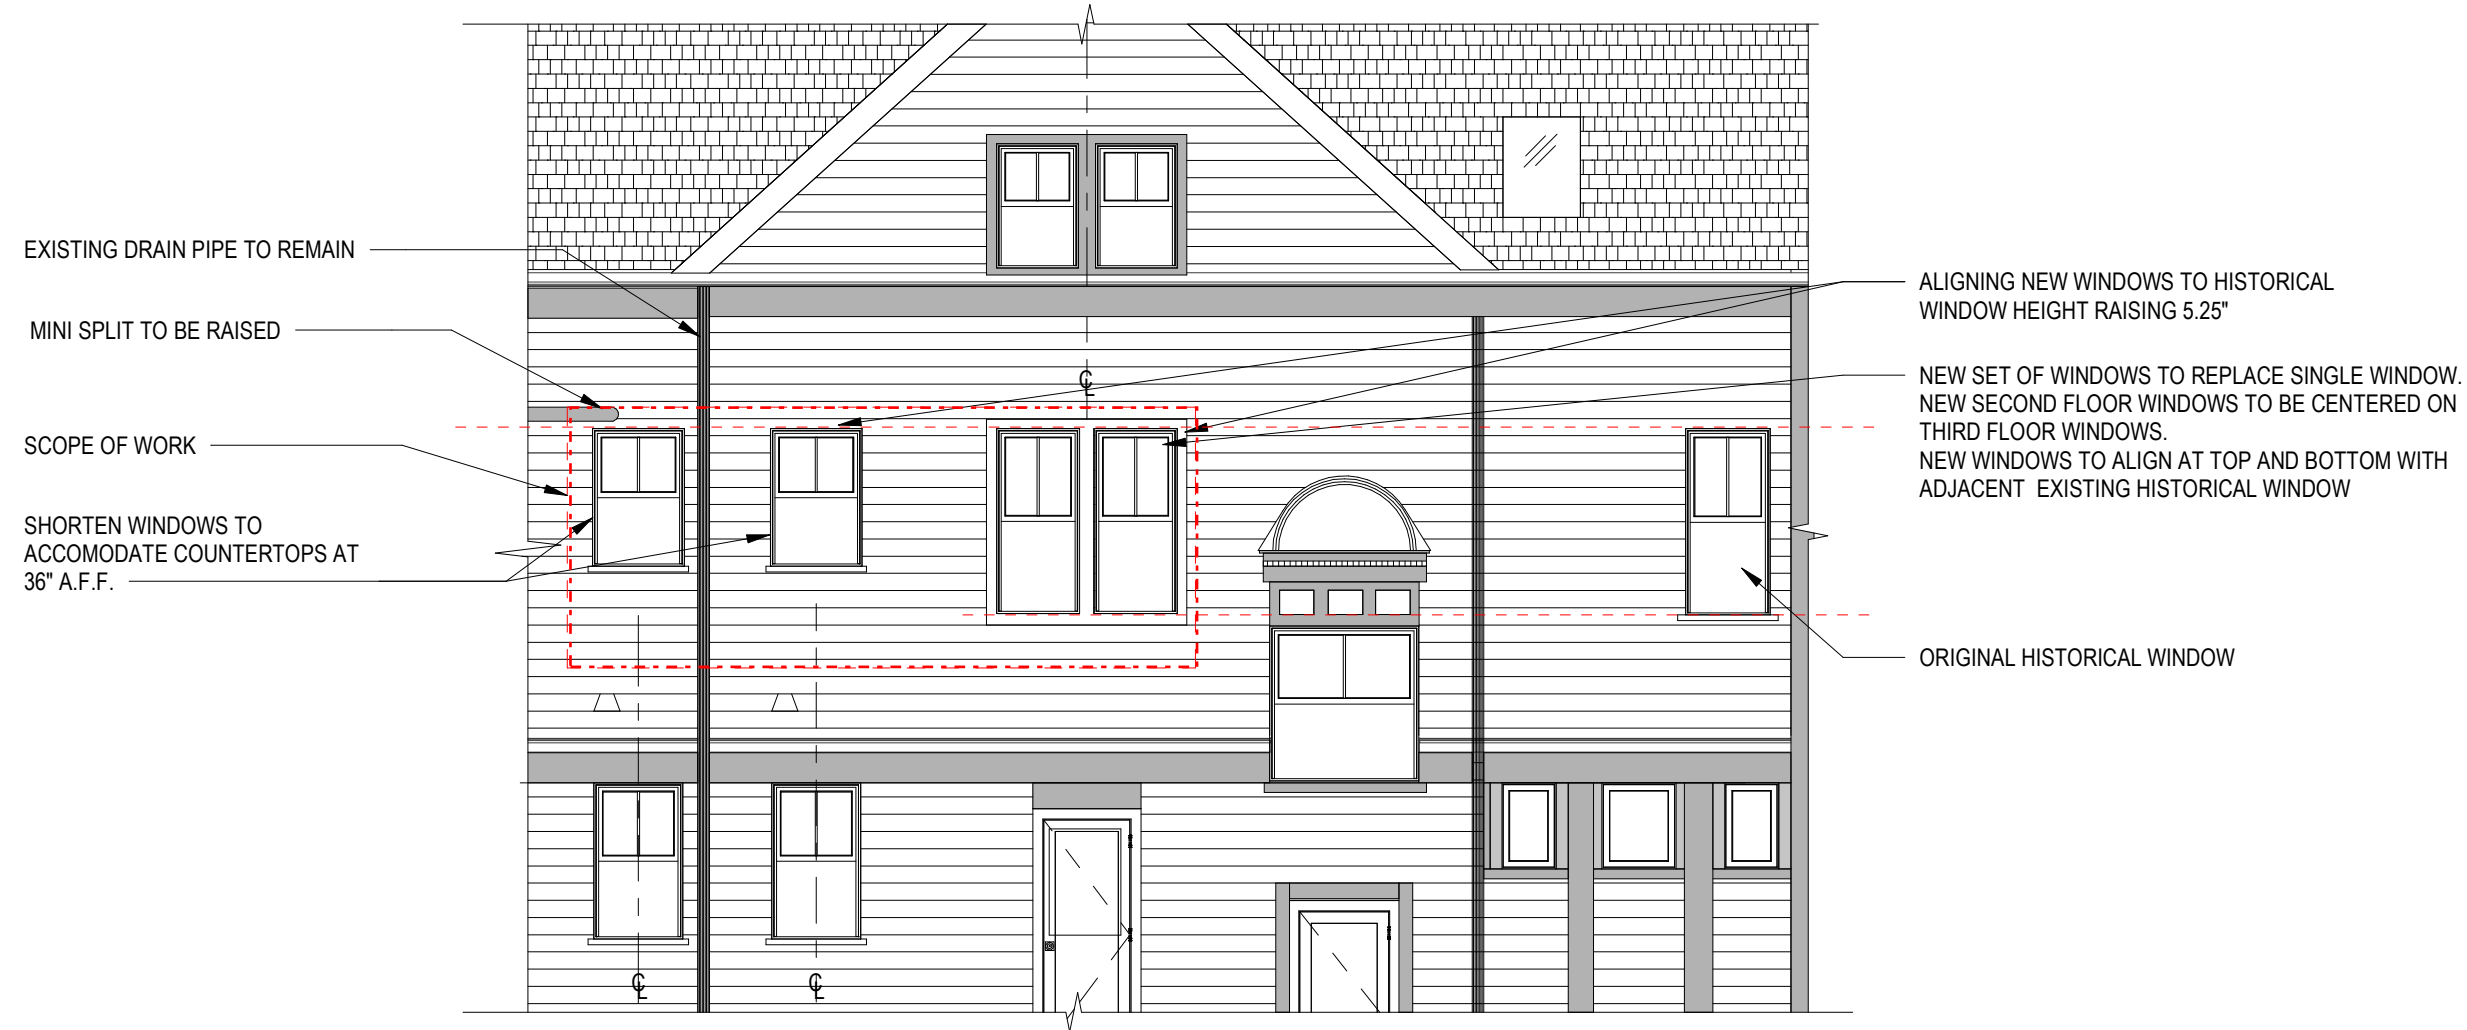 EXISTING DRAIN PIPE TO REMAIN
MINI SPLIT TO BE RAISED
SCOPE OF WORK
SHORTEN WINDOWS TO
ACCOMODATE COUNTERTOPS AT
36" A.F.F.
ALIGNING NEW WINDOWS TO HISTORICAL
WINDOW HEIGHT RAISING 5.25"
NEW SET OF WINDOWS TO REPLACE SINGLE WINDOW.
NEW SECOND FLOOR WINDOWS TO BE CENTERED ON
THIRD FLOOR WINDOWS.
NEW WINDOWS TO ALIGN AT TOP AND BOTTOM WITH
ADJACENT EXISTING HISTORICAL WINDOW
ORIGINAL HISTORICAL WINDOW
℄
℄
℄